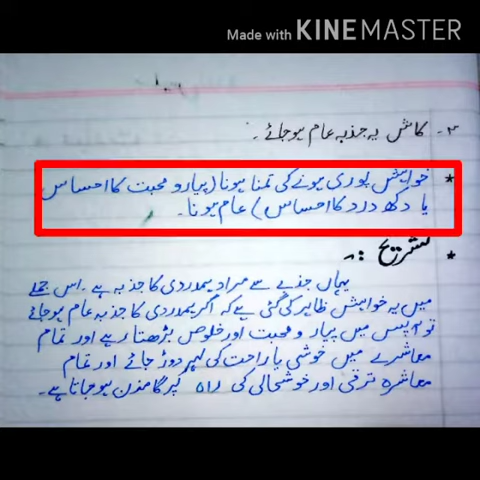 Made with KINEMASTER
۳۔ کاش یہ جذبہ عام ہو جائے۔
* خواہش پوری ہونے کی تمنا ہونا (پیار و محبت کا احساس
یا دکھ درد کا احساس) عام ہونا۔
* تشریح :۔
یہاں جذبے سے مراد ہمدردی کا جذبہ ہے۔ اس جملے
میں یہ خواہش ظاہر کی گئی ہے کہ اگر ہمدردی کا جذبہ عام ہو جائے
تو آپس میں پیار و محبت اور خلوص بڑھتا رہے اور تمام
معاشرے میں خوشی یا راحت کی لہر دوڑ جائے اور تمام
معاشرہ ترقی اور خوشحالی کی راہ پر گامزن ہو جاتا ہے۔